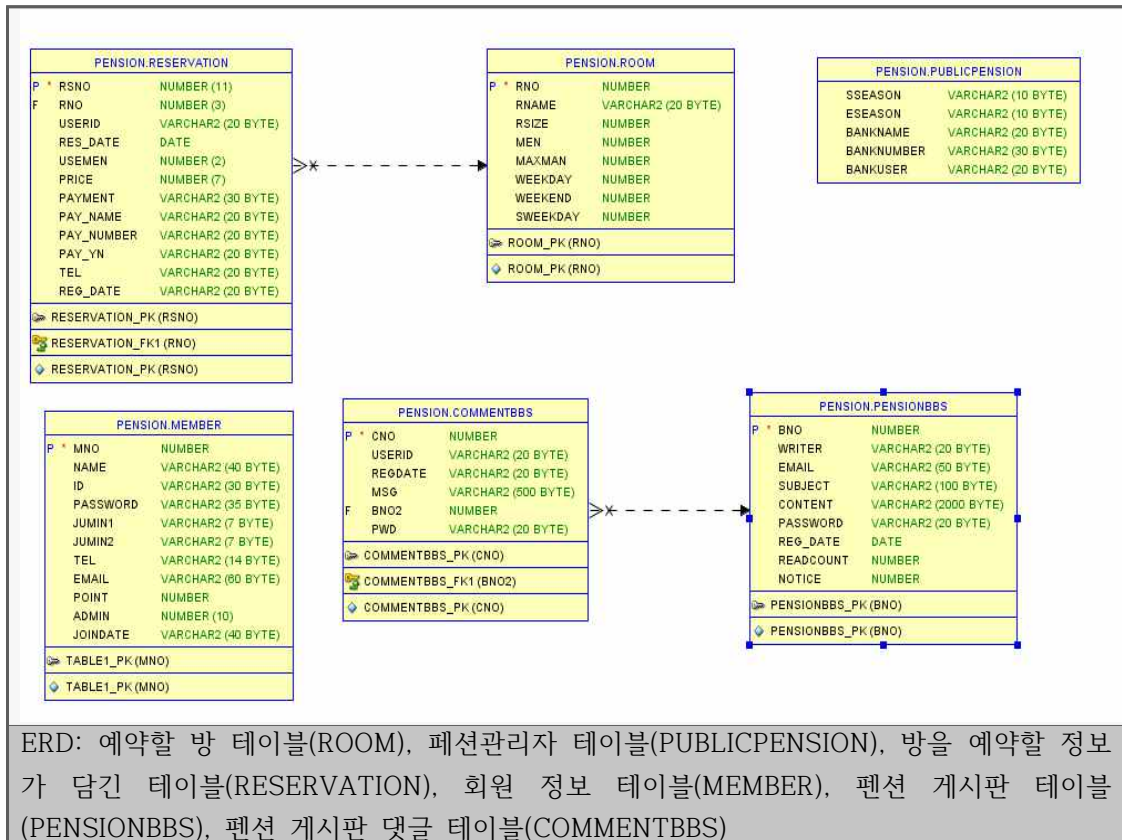 PENSION.RESERVATION
P * RSNO NUMBER (11)
F RNO NUMBER (3)
USERID VARCHAR2 (20 BYTE)
RES_DATE DATE
USEMEN NUMBER (2)
PRICE NUMBER (7)
PAYMENT VARCHAR2 (30 BYTE)
PAY_NAME VARCHAR2 (20 BYTE)
PAY_NUMBER VARCHAR2 (20 BYTE)
PAY_YN VARCHAR2 (20 BYTE)
TEL VARCHAR2 (20 BYTE)
REG_DATE VARCHAR2 (20 BYTE)
RESERVATION_PK (RSNO)
RESERVATION_FK1 (RNO)
RESERVATION_PK (RSNO)
PENSION.ROOM
P * RNO NUMBER
RNAME VARCHAR2 (20 BYTE)
RSIZE NUMBER
MEN NUMBER
MAXMAN NUMBER
WEEKDAY NUMBER
WEEKEND NUMBER
SWEEKDAY NUMBER
ROOM_PK (RNO)
ROOM_PK (RNO)
PENSION.PUBLICPENSION
SSEASON VARCHAR2 (10 BYTE)
ESEASON VARCHAR2 (10 BYTE)
BANKNAME VARCHAR2 (20 BYTE)
BANKNUMBER VARCHAR2 (30 BYTE)
BANKUSER VARCHAR2 (20 BYTE)
PENSION.MEMBER
P * MNO NUMBER
NAME VARCHAR2 (40 BYTE)
ID VARCHAR2 (30 BYTE)
PASSWORD VARCHAR2 (35 BYTE)
JUMIN1 VARCHAR2 (7 BYTE)
JUMIN2 VARCHAR2 (7 BYTE)
TEL VARCHAR2 (14 BYTE)
EMAIL VARCHAR2 (60 BYTE)
POINT NUMBER
ADMIN NUMBER (10)
JOINDATE VARCHAR2 (40 BYTE)
TABLE1_PK (MNO)
TABLE1_PK (MNO)
PENSION.COMMENTBBS
P * CNO NUMBER
USERID VARCHAR2 (20 BYTE)
REGDATE VARCHAR2 (20 BYTE)
MSG VARCHAR2 (500 BYTE)
F BNO2 NUMBER
PWD VARCHAR2 (20 BYTE)
COMMENTBBS_PK (CNO)
COMMENTBBS_FK1 (BNO2)
COMMENTBBS_PK (CNO)
PENSION.PENSIONBBS
P * BNO NUMBER
WRITER VARCHAR2 (20 BYTE)
EMAIL VARCHAR2 (50 BYTE)
SUBJECT VARCHAR2 (100 BYTE)
CONTENT VARCHAR2 (2000 BYTE)
PASSWORD VARCHAR2 (20 BYTE)
REG_DATE DATE
READCOUNT NUMBER
NOTICE NUMBER
PENSIONBBS_PK (BNO)
PENSIONBBS_PK (BNO)
ERD: 예약할 방 테이블(ROOM), 페션관리자 테이블(PUBLICPENSION), 방을 예약할 정보
가 담긴 테이블(RESERVATION), 회원 정보 테이블(MEMBER), 펜션 게시판 테이블
(PENSIONBBS), 펜션 게시판 댓글 테이블(COMMENTBBS)